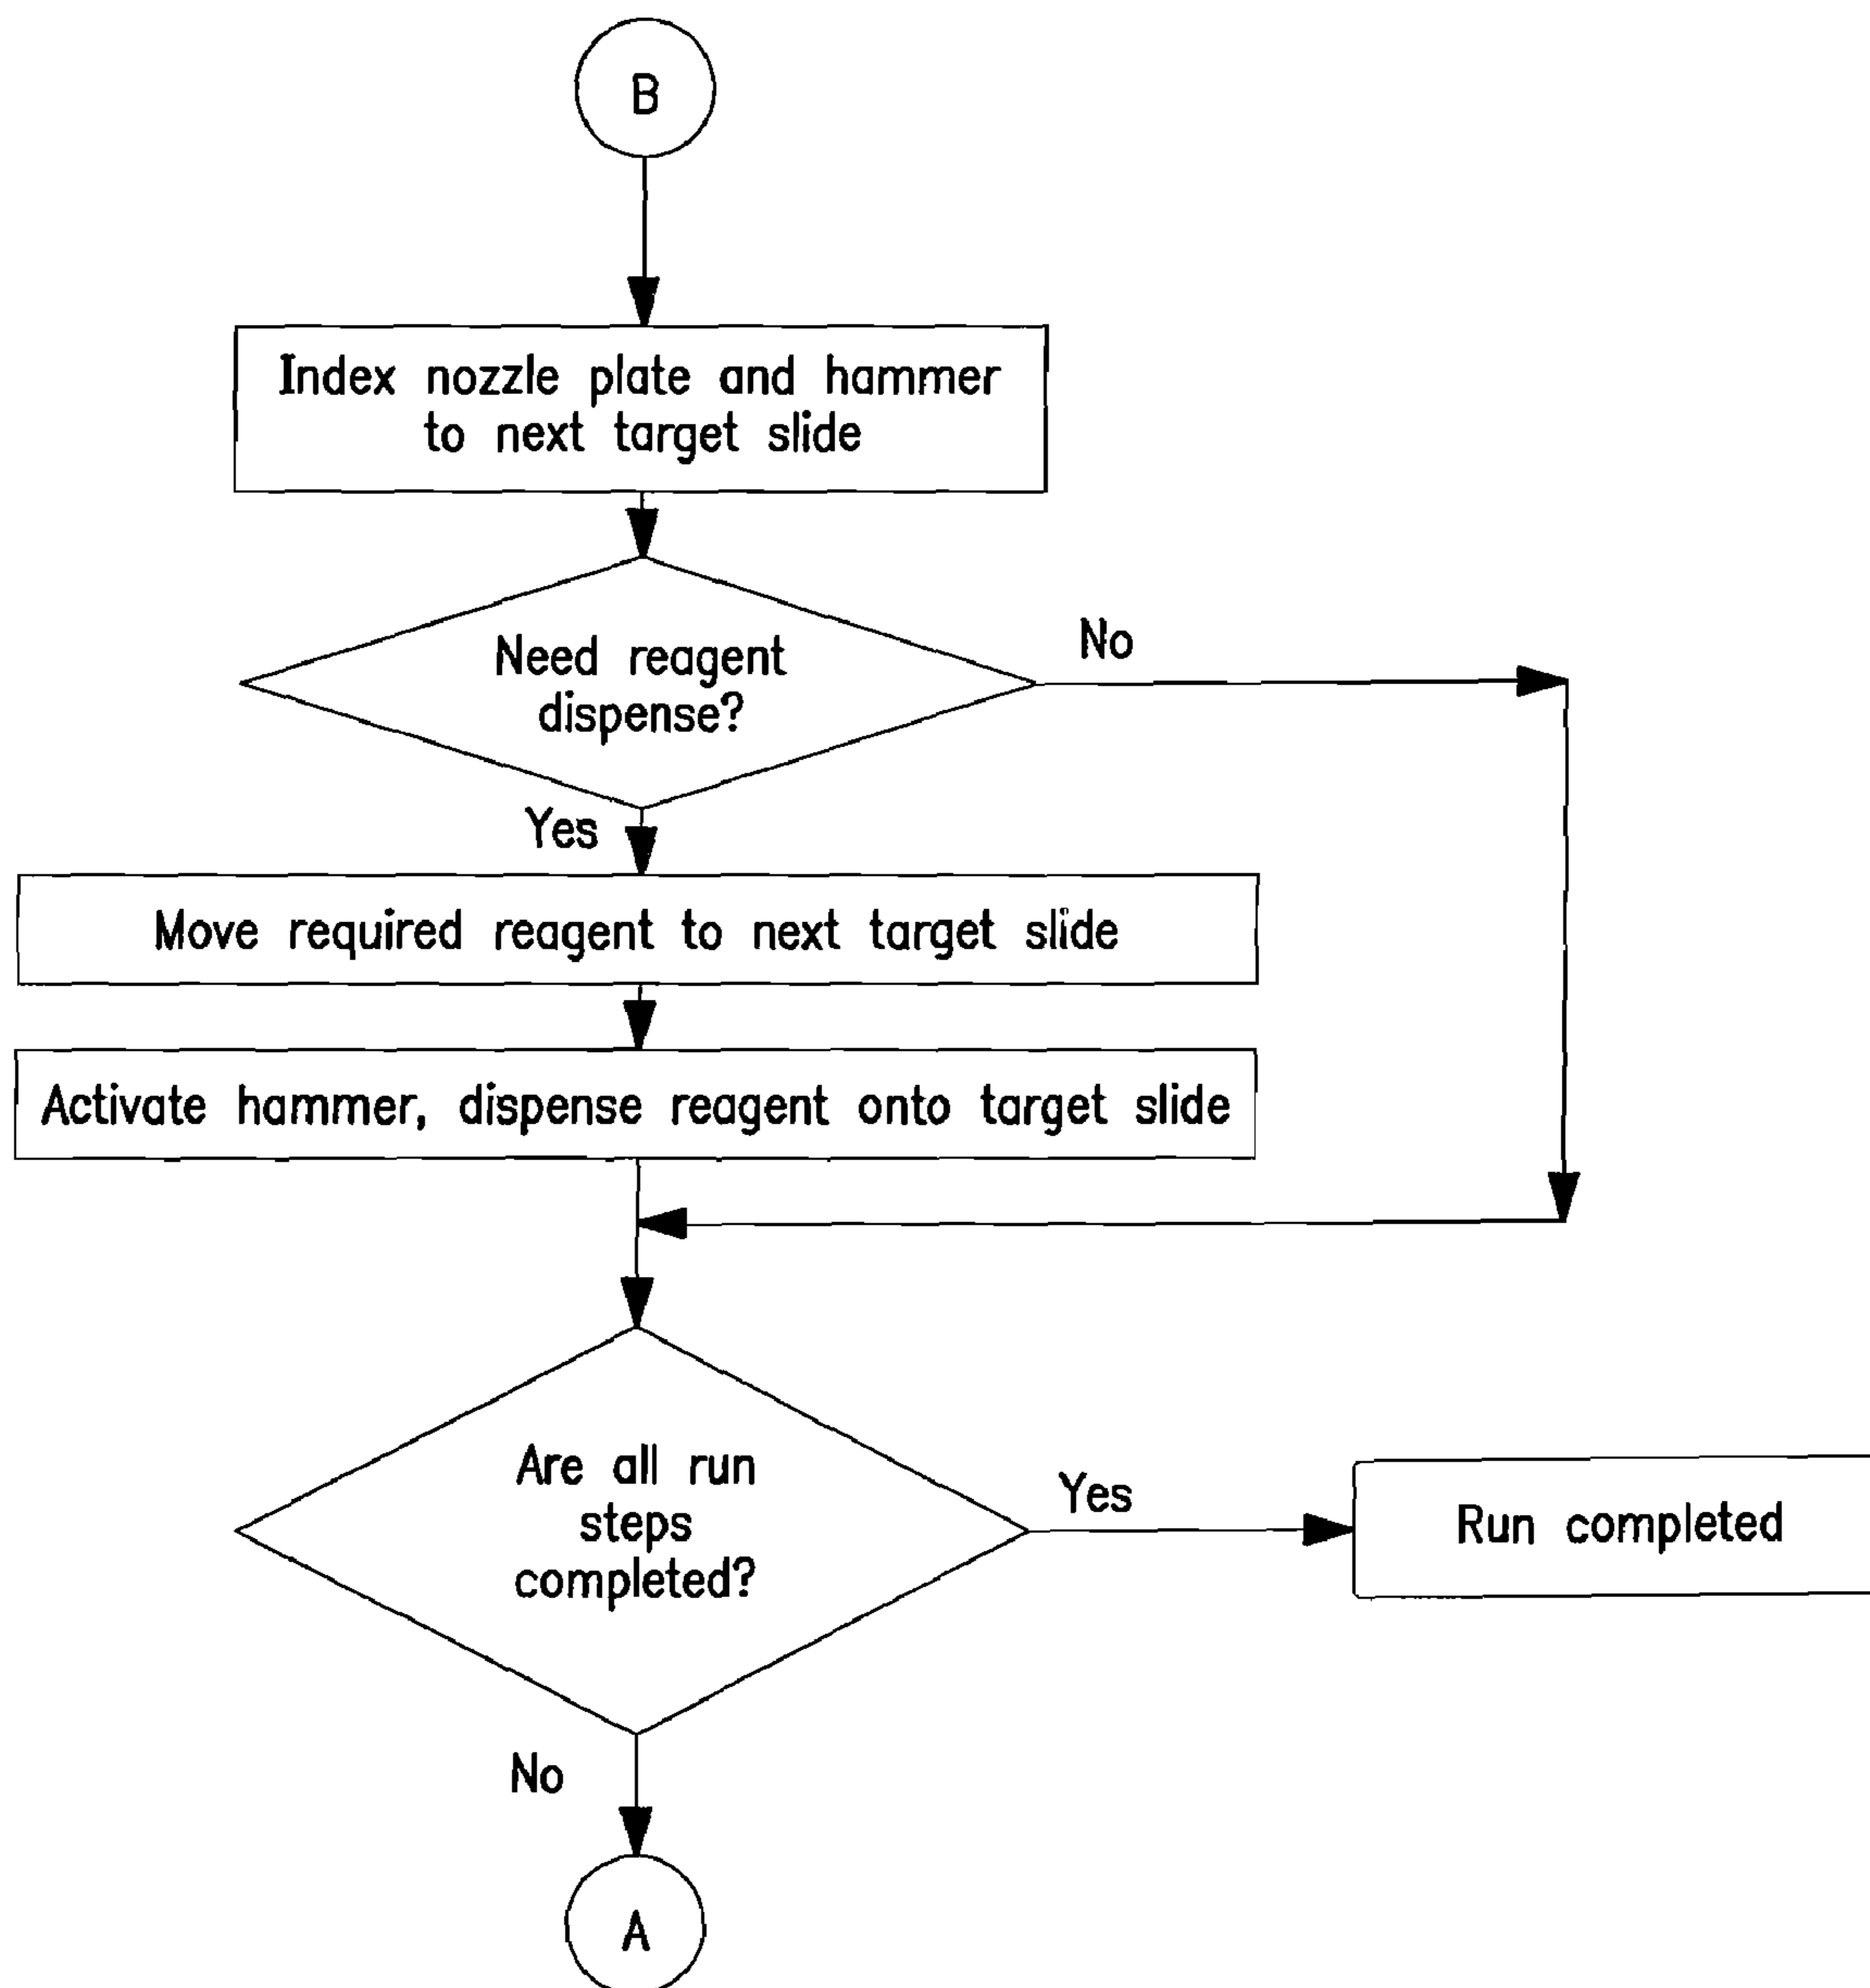 B
Index nozzle plate and hammer
to next target slide
Need reagent
dispense?
No
Yes
Move required reagent to next target slide
Activate hammer, dispense reagent onto target slide
Are all run
steps
completed?
Yes
Run completed
No
A